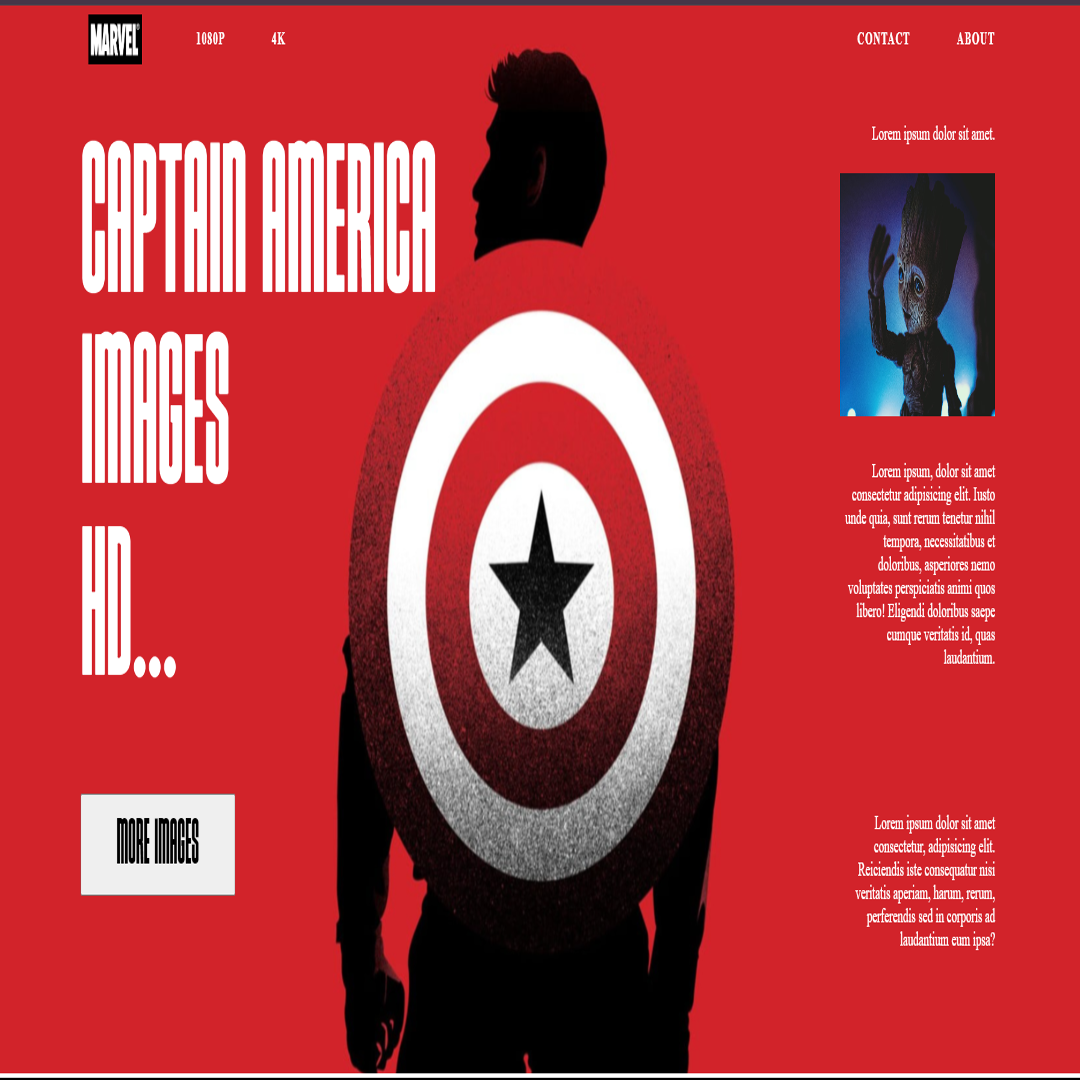 MARVEL
1080P
4K
CONTACT
ABOUT
CAPTAIN AMERICA
IMAGES
HD...
MORE IMAGES
Lorem ipsum dolor sit amet.
Lorem ipsum, dolor sit amet
consectetur adipisicing elit. Iusto
unde quia, sunt rerum tenetur nihil
tempora, necessitatibus et
doloribus, asperiores nemo
voluptates perspiciatis animi quos
libero! Eligendi doloribus saepe
cumque veritatis id, quas
laudantium.
Lorem ipsum dolor sit amet
consectetur, adipisicing elit.
Reiciendis iste consequatur nisi
veritatis aperiam, harum, rerum,
perferendis sed in corporis ad
laudantium eum ipsa?